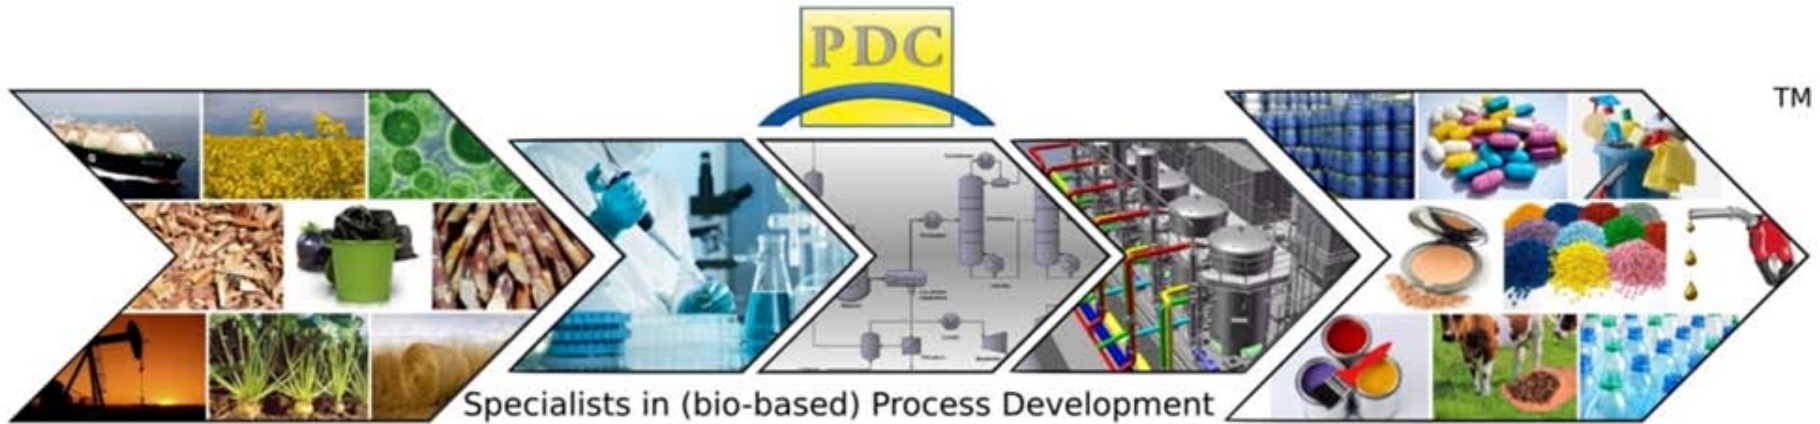 PDC
TM
Specialists in (bio-based) Process Development